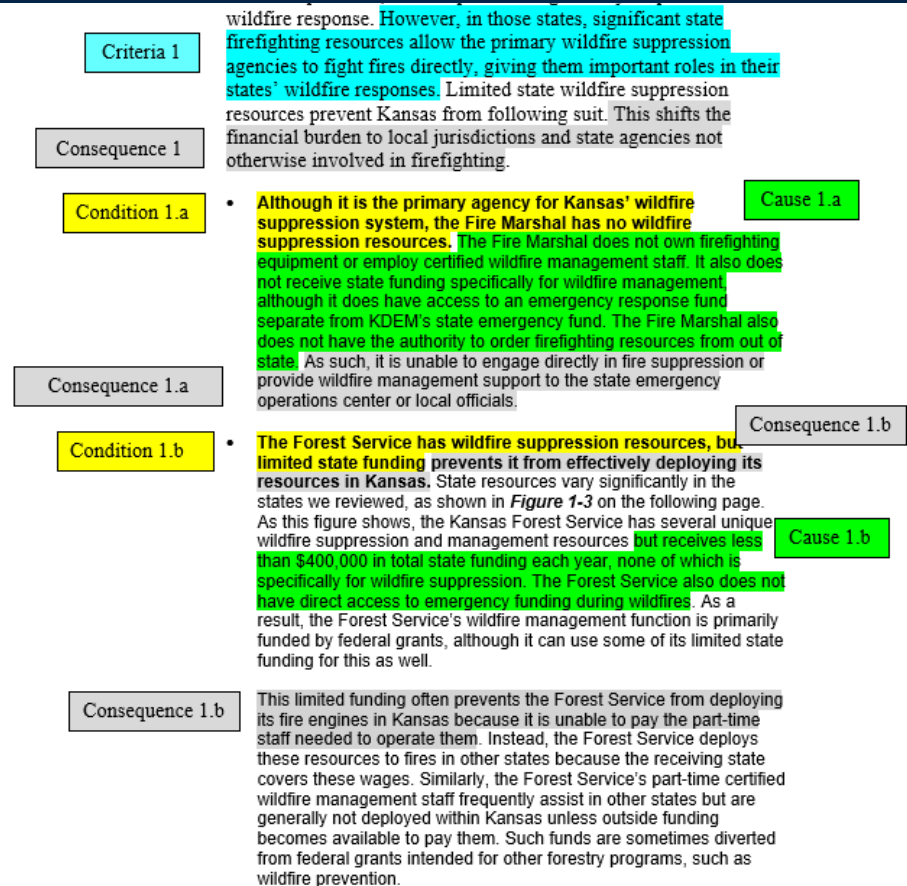 wildfire response. However, in those states, significant state
Criteria 1
firefighting resources allow the primary wildfire suppression
agencies to fight fires directly, giving them important roles in their
states' wildfire responses. Limited state wildfire suppression
resources prevent Kansas from following suit. This shifts the
Consequence 1
financial burden to local jurisdictions and state agencies not
otherwise involved in firefighting.
Condition 1.a
Cause 1.a
• Although it is the primary agency for Kansas' wildfire
suppression system, the Fire Marshal has no wildfire
suppression resources. The Fire Marshal does not own firefighting
equipment or employ certified wildfire management staff. It also does
not receive state funding specifically for wildfire management,
although it does have access to an emergency response fund
separate from KDEM's state emergency fund. The Fire Marshal also
does not have the authority to order firefighting resources from out of
state. As such, it is unable to engage directly in fire suppression or
Consequence 1.a
provide wildfire management support to the state emergency
operations center or local officials.
Consequence 1.b
Condition 1.b
• The Forest Service has wildfire suppression resources, but
limited state funding prevents it from effectively deploying its
resources in Kansas. State resources vary significantly in the
states we reviewed, as shown in Figure 1-3 on the following page.
As this figure shows, the Kansas Forest Service has several unique
wildfire suppression and management resources but receives less
Cause 1.b
than $400,000 in total state funding each year, none of which is
specifically for wildfire suppression. The Forest Service also does not
have direct access to emergency funding during wildfires. As a
result, the Forest Service's wildfire management function is primarily
funded by federal grants, although it can use some of its limited state
funding for this as well.
Consequence 1.b
This limited funding often prevents the Forest Service from deploying
its fire engines in Kansas because it is unable to pay the part-time
staff needed to operate them. Instead, the Forest Service deploys
these resources to fires in other states because the receiving state
covers these wages. Similarly, the Forest Service's part-time certified
wildfire management staff frequently assist in other states but are
generally not deployed within Kansas unless outside funding
becomes available to pay them. Such funds are sometimes diverted
from federal grants intended for other forestry programs, such as
wildfire prevention.